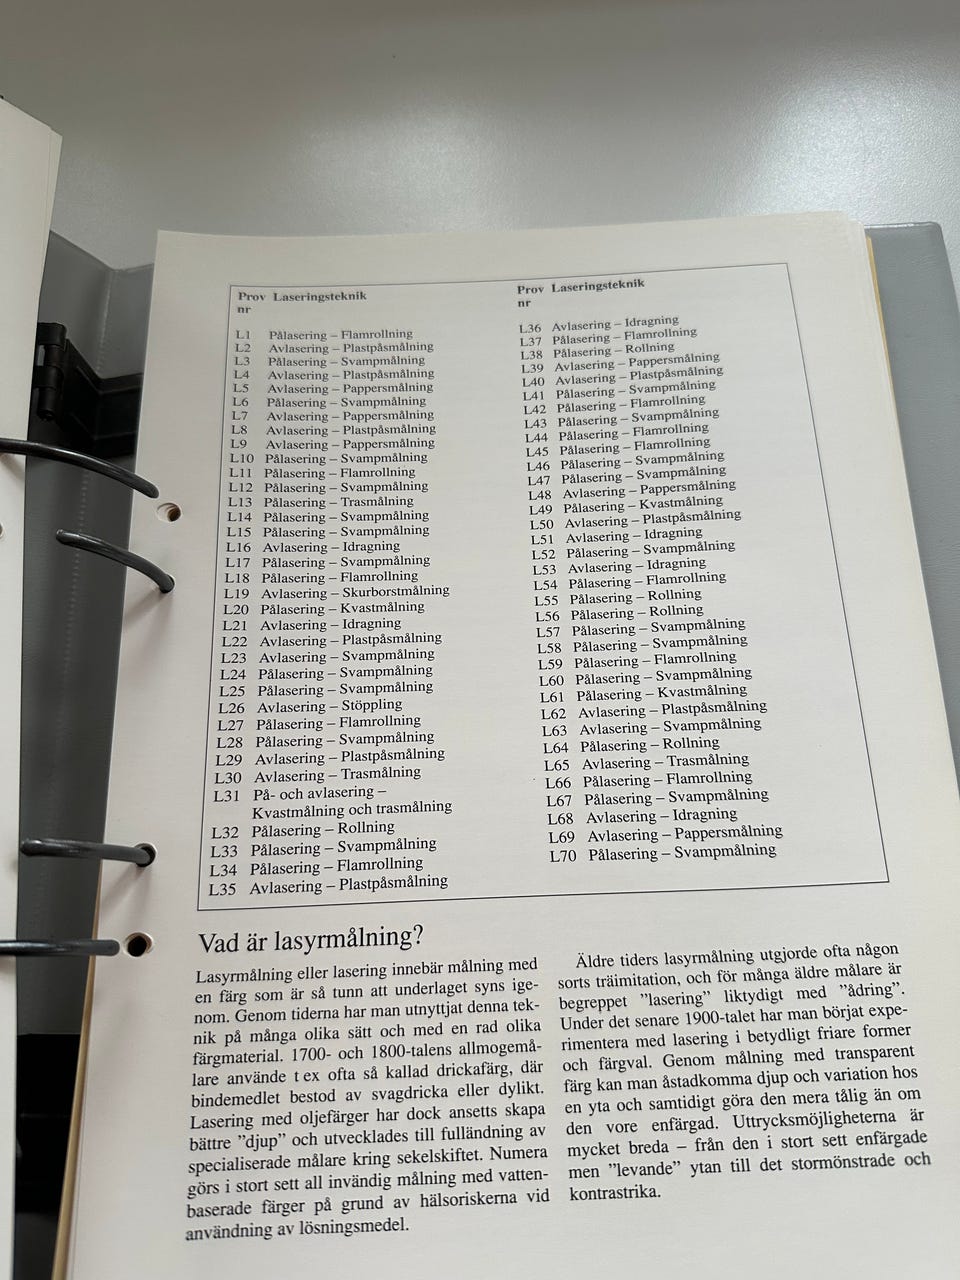 Prov Laseringsteknik
nr
L1 Pålasering – Flamrollning
L2 Avlasering – Plastpåsmålning
L3 Pålasering – Svampmålning
L4 Avlasering – Plastpåsmålning
L5 Avlasering – Pappersmålning
L6 Pålasering – Svampmålning
L7 Avlasering – Pappersmålning
L8 Avlasering – Plastpåsmålning
L9 Avlasering – Pappersmålning
L10 Pålasering – Svampmålning
L11 Pålasering – Flamrollning
L12 Pålasering – Svampmålning
L13 Pålasering – Trasmålning
L14 Pålasering – Svampmålning
L15 Pålasering – Svampmålning
L16 Avlasering – Idragning
L17 Pålasering – Svampmålning
L18 Pålasering – Flamrollning
L19 Avlasering – Skurborstmålning
L20 Pålasering – Kvastmålning
L21 Avlasering – Idragning
L22 Avlasering – Plastpåsmålning
L23 Avlasering – Svampmålning
L24 Pålasering – Svampmålning
L25 Pålasering – Svampmålning
L26 Avlasering – Stöppling
L27 Pålasering – Flamrollning
L28 Pålasering – Svampmålning
L29 Avlasering – Plastpåsmålning
L30 Avlasering – Trasmålning
L31 På- och avlasering –
Kvastmålning och trasmålning
L32 Pålasering – Rollning
L33 Pålasering – Svampmålning
L34 Pålasering – Flamrollning
L35 Avlasering – Plastpåsmålning
Prov Laseringsteknik
nr
L36 Avlasering – Idragning
L37 Pålasering – Flamrollning
L38 Pålasering – Rollning
L39 Avlasering – Pappersmålning
L40 Avlasering – Plastpåsmålning
L41 Pålasering – Svampmålning
L42 Pålasering – Flamrollning
L43 Pålasering – Svampmålning
L44 Pålasering – Flamrollning
L45 Pålasering – Flamrollning
L46 Pålasering – Svampmålning
L47 Pålasering – Svampmålning
L48 Avlasering – Pappersmålning
L49 Pålasering – Kvastmålning
L50 Avlasering – Plastpåsmålning
L51 Avlasering – Idragning
L52 Pålasering – Svampmålning
L53 Avlasering – Idragning
L54 Pålasering – Flamrollning
L55 Pålasering – Rollning
L56 Pålasering – Rollning
L57 Pålasering – Svampmålning
L58 Pålasering – Svampmålning
L59 Pålasering – Flamrollning
L60 Pålasering – Svampmålning
L61 Pålasering – Kvastmålning
L62 Avlasering – Plastpåsmålning
L63 Avlasering – Svampmålning
L64 Pålasering – Rollning
L65 Avlasering – Trasmålning
L66 Pålasering – Flamrollning
L67 Pålasering – Svampmålning
L68 Avlasering – Idragning
L69 Avlasering – Pappersmålning
L70 Pålasering – Svampmålning
Vad är lasyrmålning?
Lasyrmålning eller lasering innebär målning med
en färg som är så tunn att underlaget syns ige-
nom. Genom tiderna har man utnyttjat denna tek-
nik på många olika sätt och med en rad olika
färgmaterial. 1700- och 1800-talens allmogemå-
lare använde t ex ofta så kallad drickafärg, där
bindemedlet bestod av svagdricka eller dylikt.
Lasering med oljefärger har dock ansetts skapa
bättre ”djup” och utvecklades till fulländning av
specialiserade målare kring sekelskiftet. Numera
görs i stort sett all invändig målning med vatten-
baserade färger på grund av hälsoriskerna vid
användning av lösningsmedel.
Äldre tiders lasyrmålning utgjorde ofta någon
sorts träimitation, och för många äldre målare är
begreppet ”lasering” liktydigt med ”ådring”.
Under det senare 1900-talet har man börjat expe-
rimentera med lasering i betydligt friare former
och färgval. Genom målning med transparent
färg kan man åstadkomma djup och variation hos
en yta och samtidigt göra den mera tålig än om
den vore enfärgad. Uttrycksmöjligheterna är
mycket breda – från den i stort sett enfärgade
men ”levande” ytan till det stormönstrade och
kontrastrika.